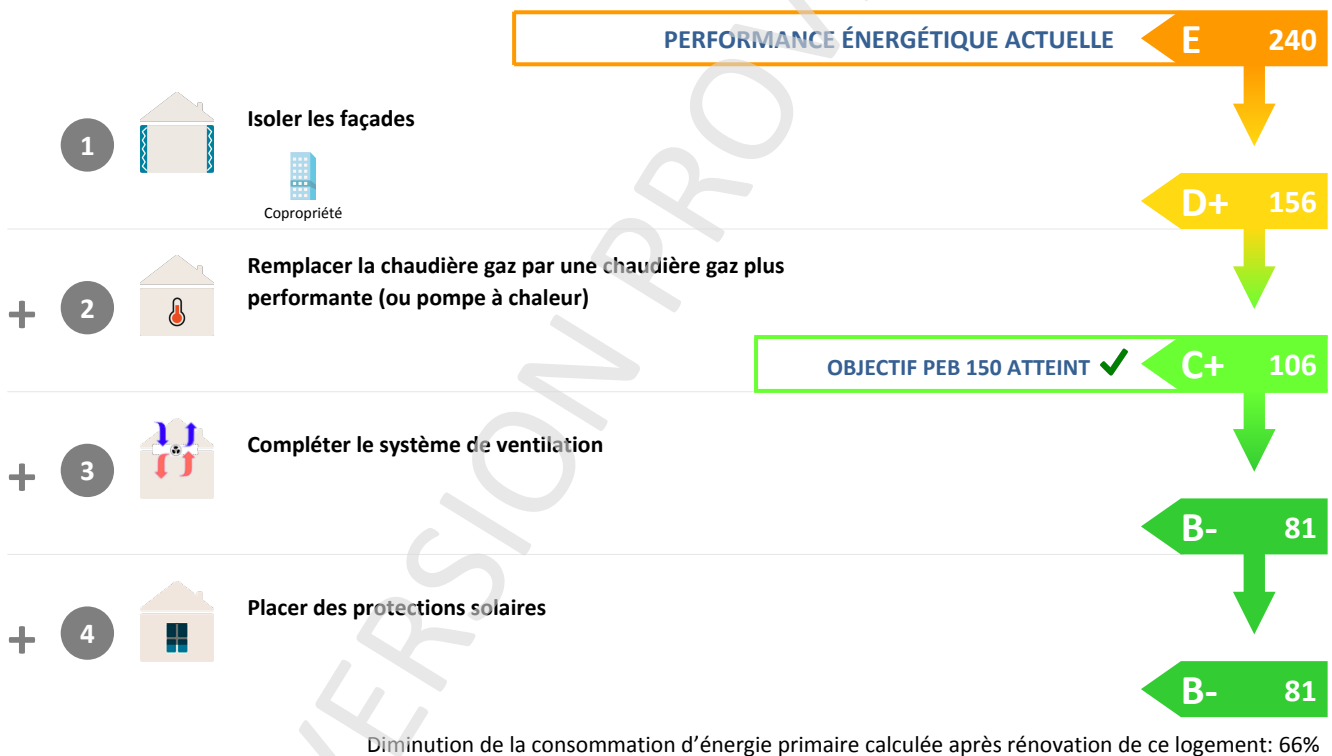 PERFORMANCE ÉNERGÉTIQUE ACTUELLE E 240
1 Isoler les façades
Copropriété
D+ 156
+ 2 Remplacer la chaudière gaz par une chaudière gaz plus
performante (ou pompe à chaleur)
OBJECTIF PEB 150 ATTEINT ✓ C+ 106
+ 3 Compléter le système de ventilation
B- 81
+ 4 Placer des protections solaires
B- 81
Diminution de la consommation d’énergie primaire calculée après rénovation de ce logement: 66%
VERSION PROV